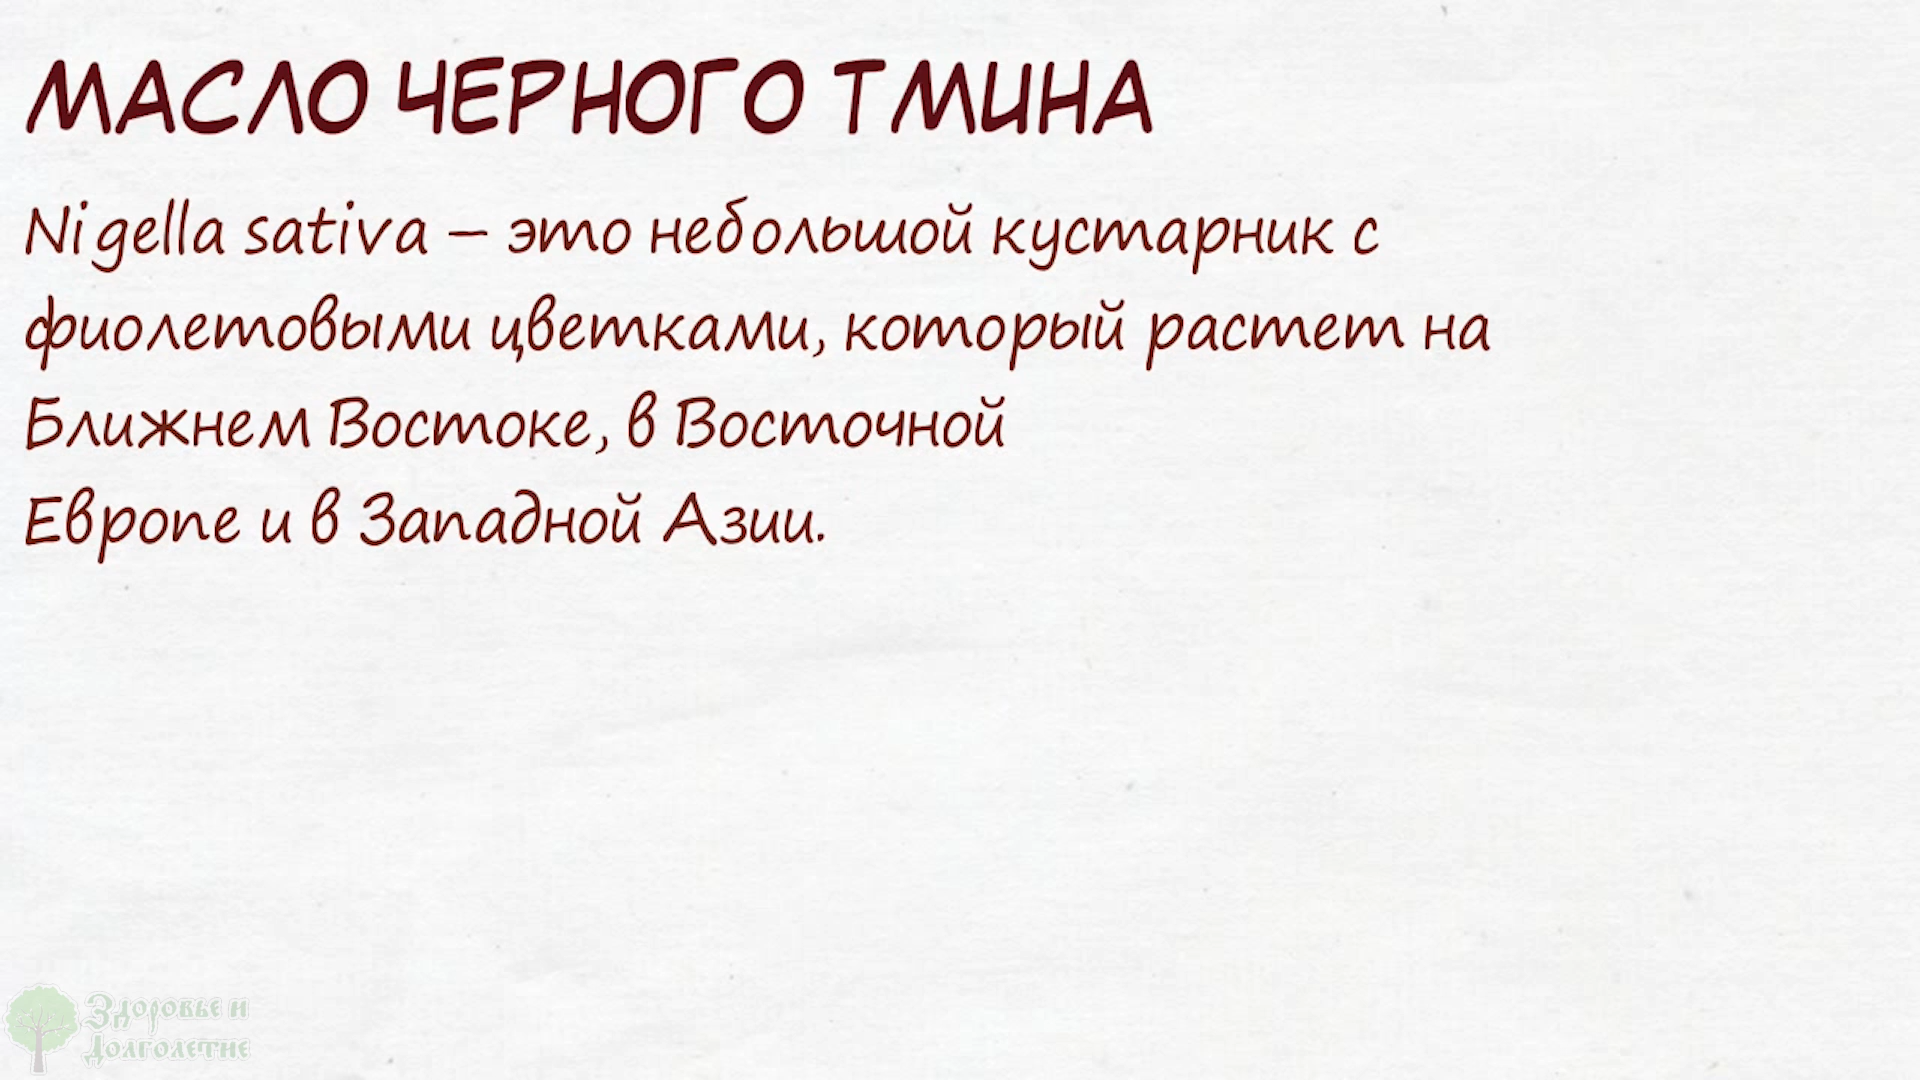 МАСЛО ЧЕРНОГО ТМИНА
Nigella sativa – это небольшой кустарник с
фиолетовыми цветками, который растет на
Ближнем Востоке, в Восточной
Европе и в Западной Азии.
Здоровье и
Долголетие